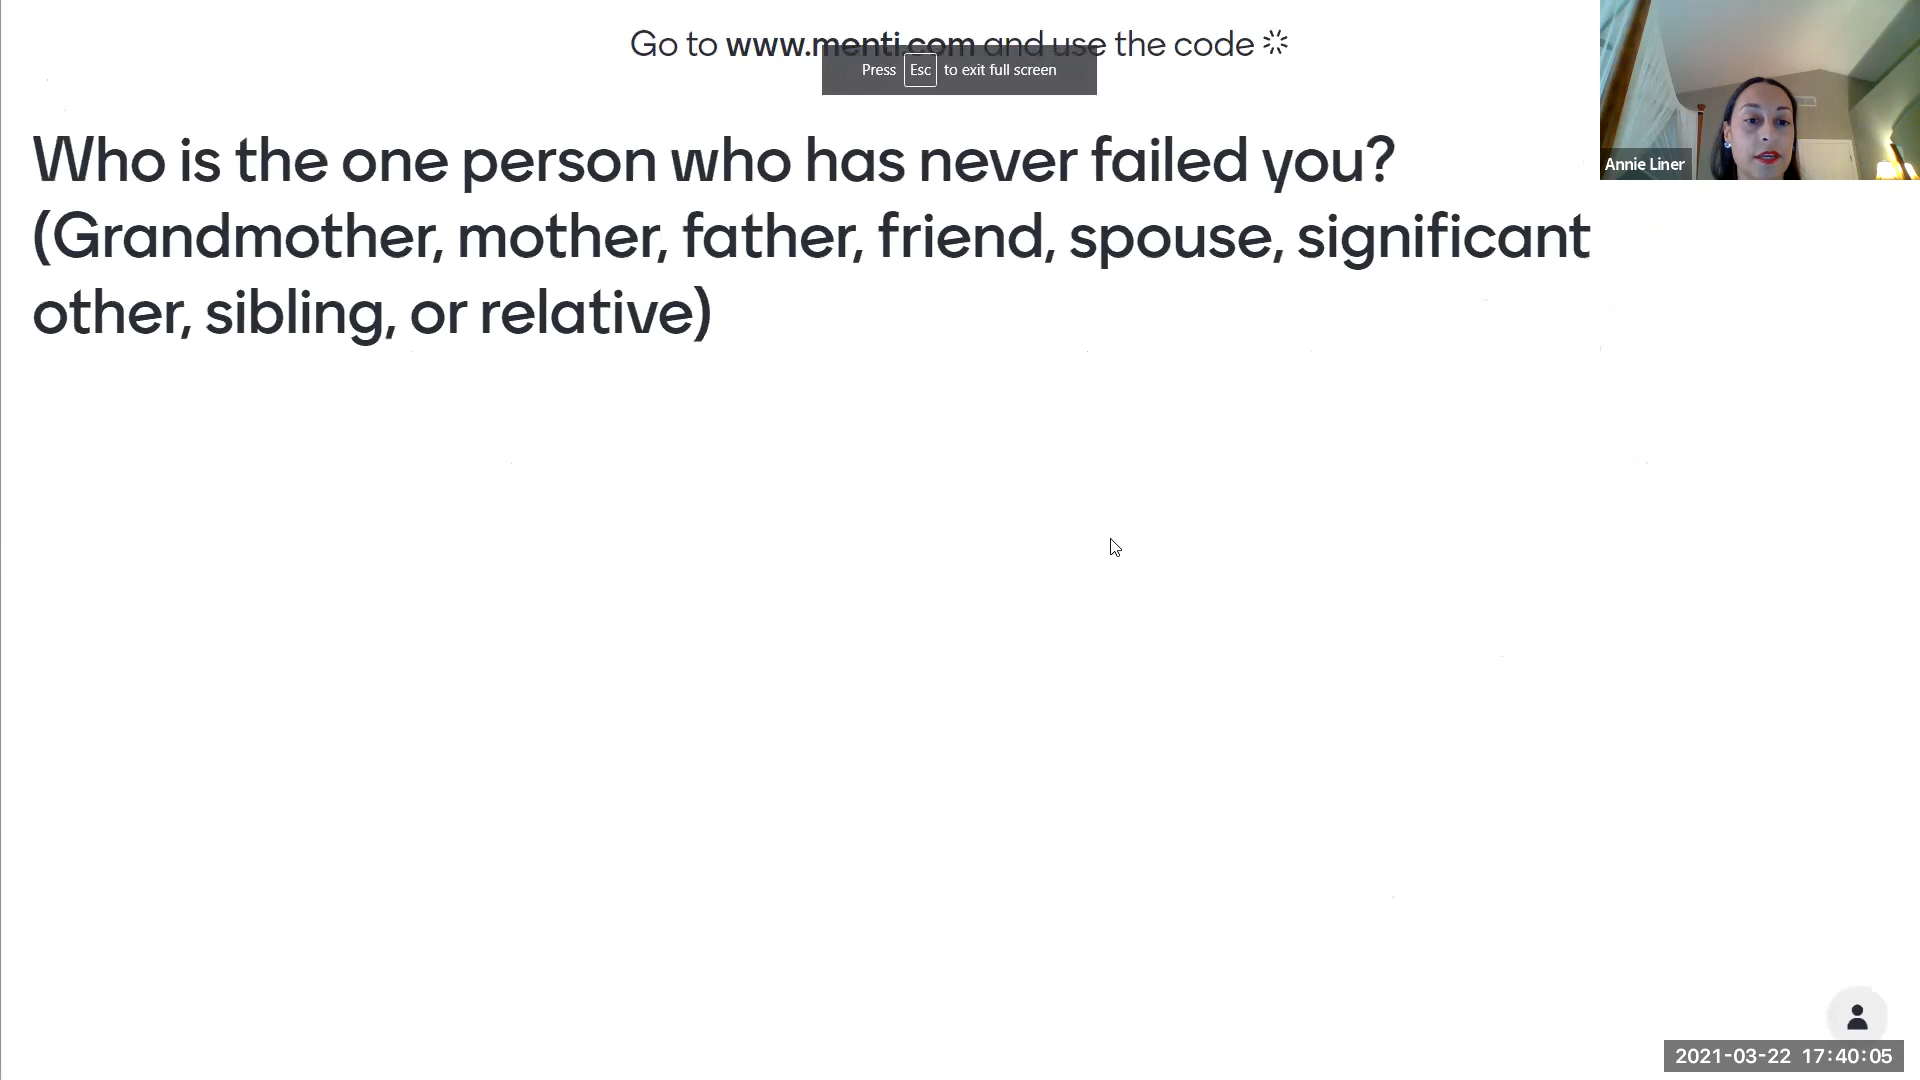 Go to www.menti.com and use the code
Press Esc to exit full screen
Who is the one person who has never failed you?
(Grandmother, mother, father, friend, spouse, significant
other, sibling, or relative)
Annie Liner
2021-03-22 17:40:05